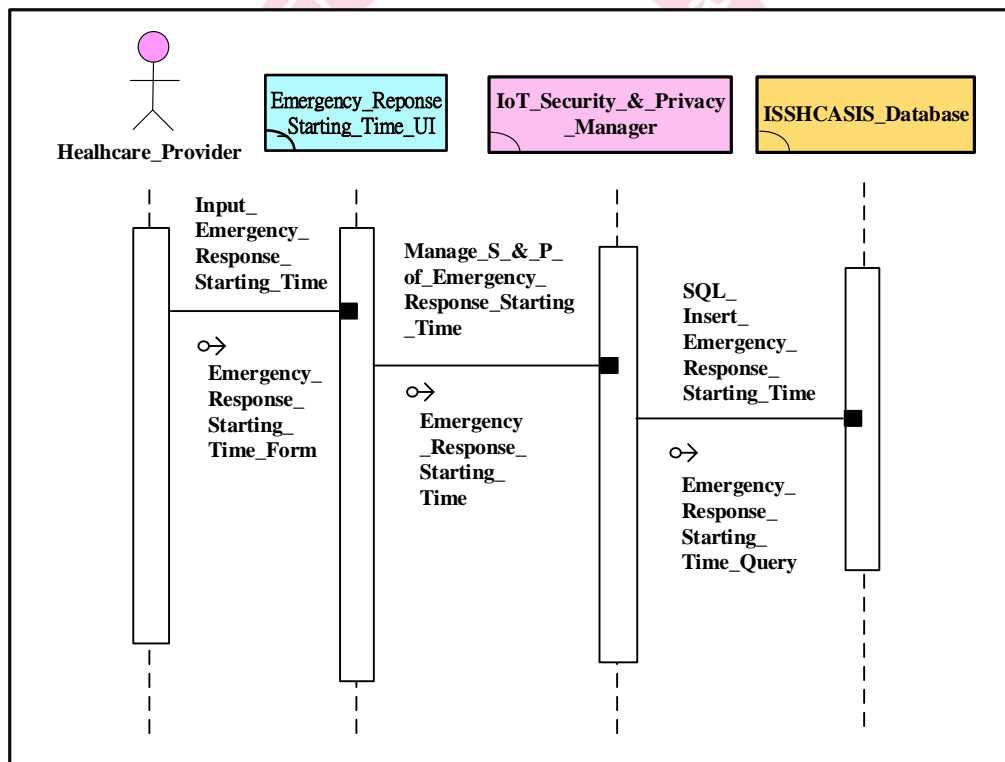 Emergency_Reponse
_Starting_Time_UI
IoT_Security_&_Privacy
_Manager
ISSHCASIS_Database
Healhcare_Provider
Input_
Emergency_
Response_
Starting_Time
Manage_S_&_P_
of_Emergency_
Response_Starting
_Time
SQL_
Insert_
Emergency_
Response_
Starting_Time
Emergency_
Response_
Starting_
Time_Form
Emergency
_Response_
Starting_
Time
Emergency_
Response_
Starting_
Time_Query